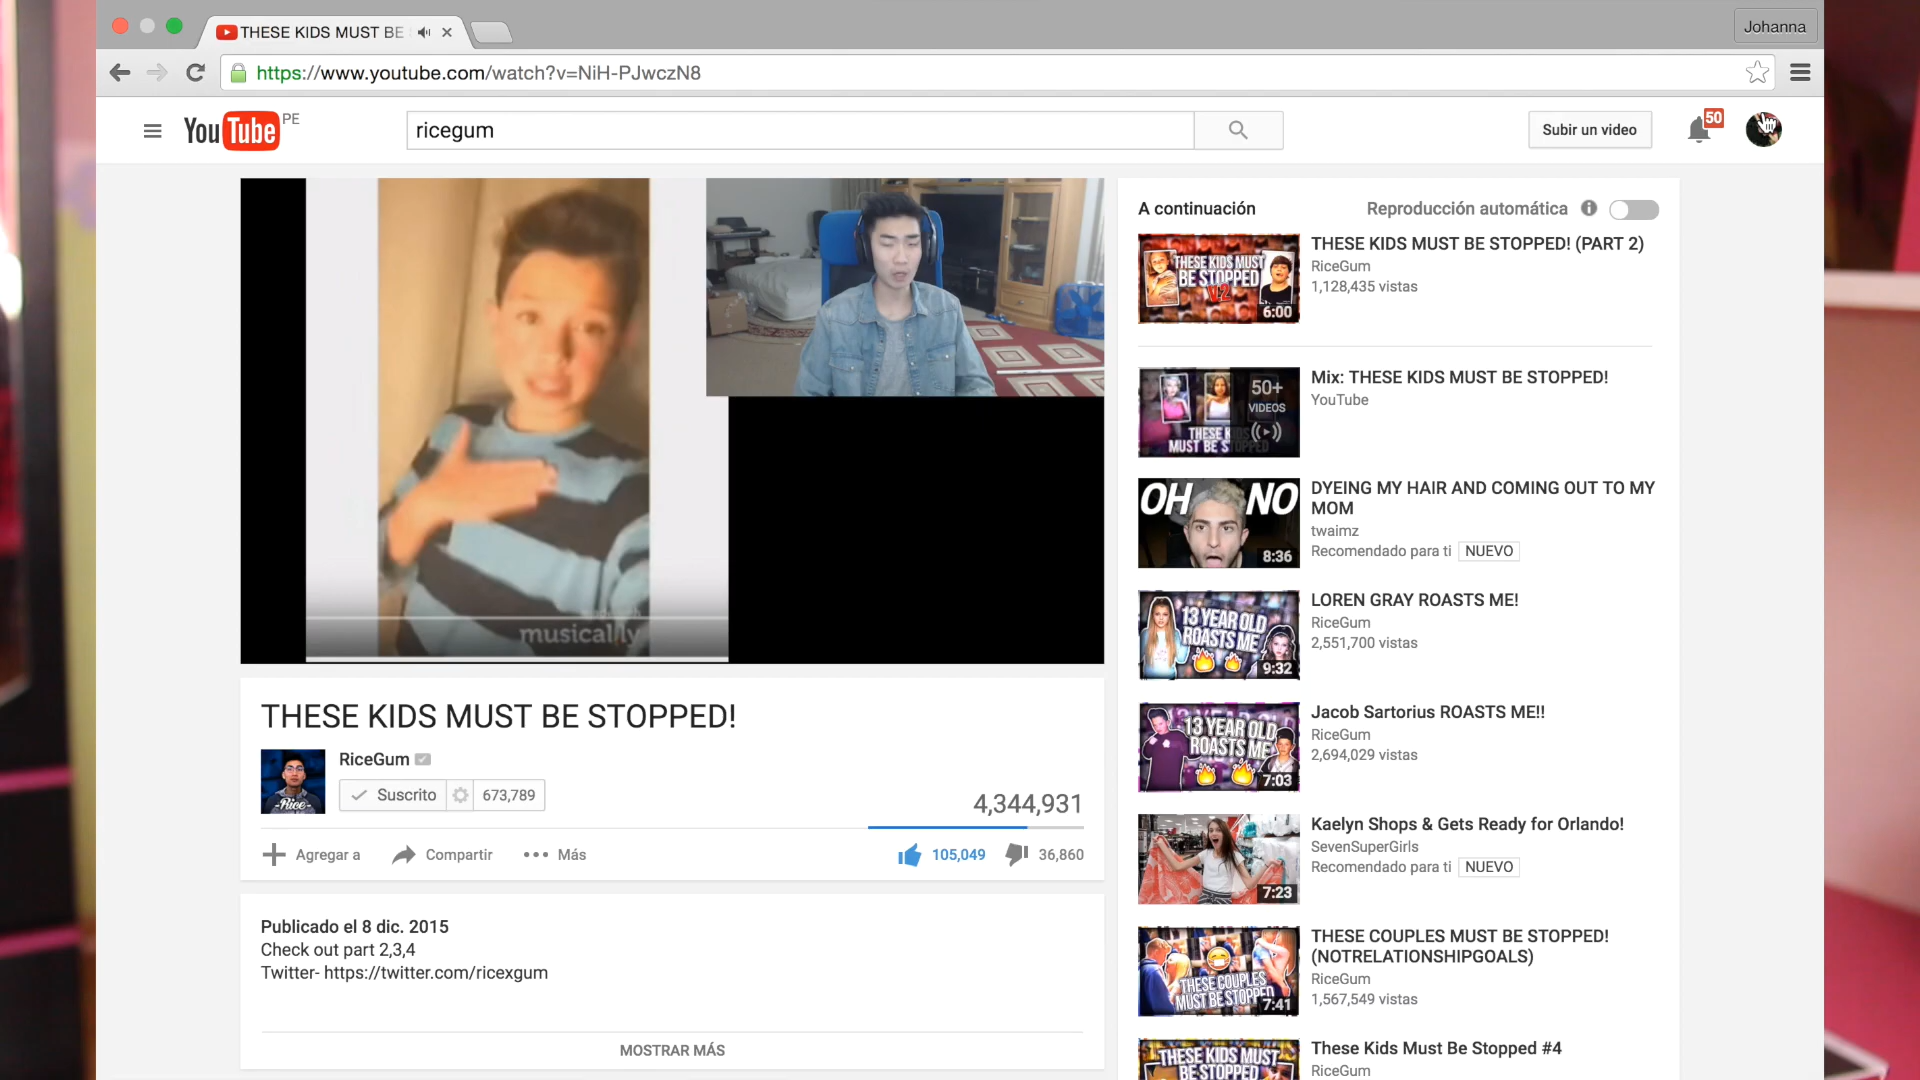 THESE KIDS MUST BE
Johanna
https://www.youtube.com/watch?v=NiH-PJwczN8
YouTube PE
ricegum
Subir un video
50
musical.ly
A continuación
Reproducción automática
THESE KIDS MUST BE STOPPED V.2
6:00
THESE KIDS MUST BE STOPPED! (PART 2)
RiceGum
1,128,435 vistas
50+
VIDEOS
Mix: THESE KIDS MUST BE STOPPED!
YouTube
OH NO
8:36
DYEING MY HAIR AND COMING OUT TO MY
MOM
twaimz
Recomendado para ti NUEVO
13 YEAR OLD
ROASTS ME
9:32
LOREN GRAY ROASTS ME!
RiceGum
2,551,700 vistas
13 YEAR OLD
ROASTS ME
7:03
Jacob Sartorius ROASTS ME!!
RiceGum
2,694,029 vistas
7:23
Kaelyn Shops & Gets Ready for Orlando!
SevenSuperGirls
Recomendado para ti NUEVO
THESE COUPLES
MUST BE STOPPED
7:41
THESE COUPLES MUST BE STOPPED!
(NOTRELATIONSHIPGOALS)
RiceGum
1,567,549 vistas
THESE KIDS MUST
BE STOPPED
These Kids Must Be Stopped #4
RiceGum
THESE KIDS MUST BE STOPPED!
-Rice-
RiceGum
Suscrito 673,789
4,344,931
Agregar a Compartir Más
105,049 36,860
Publicado el 8 dic. 2015
Check out part 2,3,4
Twitter- https://twitter.com/ricexgum
MOSTRAR MÁS